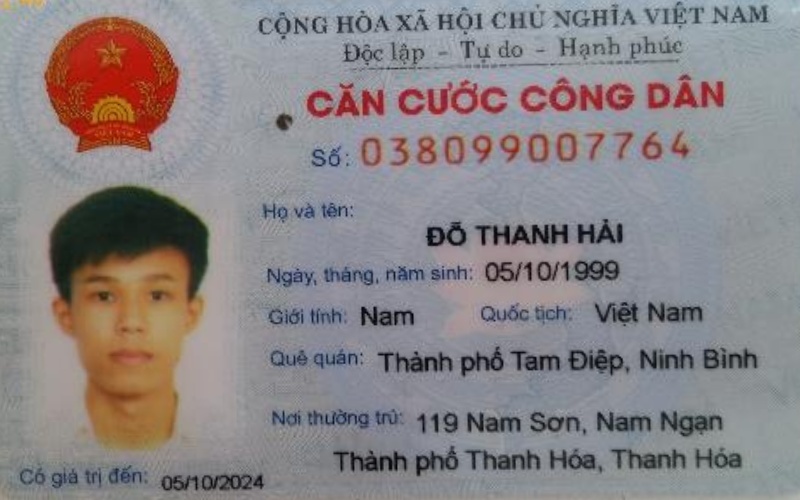 CỘNG HÒA XÃ HỘI CHỦ NGHĨA VIỆT NAM
Độc lập - Tự do - Hạnh phúc
CĂN CƯỚC CÔNG DÂN
Số: 038099007764
Họ và tên:
ĐỖ THANH HẢI
Ngày, tháng, năm sinh: 05/10/1999
Giới tính: Nam Quốc tịch: Việt Nam
Quê quán: Thành phố Tam Điệp, Ninh Bình
Nơi thường trú: 119 Nam Sơn, Nam Ngạn
Thành phố Thanh Hóa, Thanh Hóa
Có giá trị đến: 05/10/2024